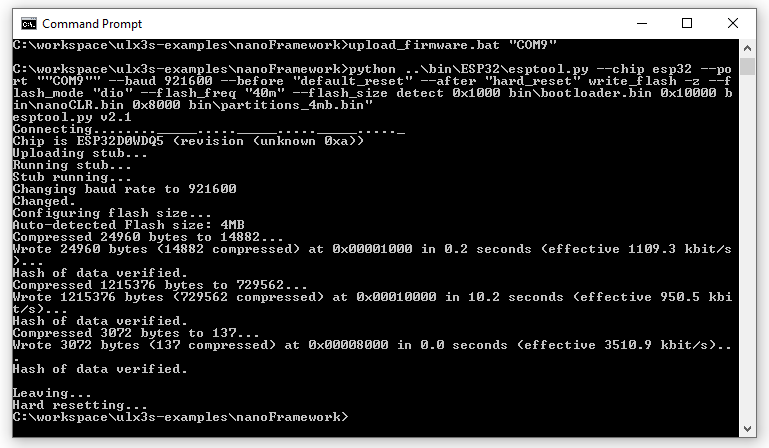 Command Prompt
C:\workspace\ulx3s-examples\nanoFramework>upload_firmware.bat "COM9"
C:\workspace\ulx3s-examples\nanoFramework>python ..\bin\ESP32\esptool.py --chip esp32 --po
rt ""COM9"" --baud 921600 --before "default_reset" --after "hard_reset" write_flash -z --f
lash_mode "dio" --flash_freq "40m" --flash_size detect 0x1000 bin\bootloader.bin 0x10000 b
in\nanoCLR.bin 0x8000 bin\partitions_4mb.bin"
esptool.py v2.1
Connecting........_____....._____....._____....._
Chip is ESP32D0WDQ5 (revision (unknown 0xa))
Uploading stub...
Running stub...
Stub running...
Changing baud rate to 921600
Changed.
Configuring flash size...
Auto-detected Flash size: 4MB
Compressed 24960 bytes to 14882...
Wrote 24960 bytes (14882 compressed) at 0x00001000 in 0.2 seconds (effective 1109.3 kbit/s
)...
Hash of data verified.
Compressed 1215376 bytes to 729562...
Wrote 1215376 bytes (729562 compressed) at 0x00010000 in 10.2 seconds (effective 950.5 kbi
t/s)...
Hash of data verified.
Compressed 3072 bytes to 137...
Wrote 3072 bytes (137 compressed) at 0x00008000 in 0.0 seconds (effective 3510.9 kbit/s)..
.
Hash of data verified.
Leaving...
Hard resetting...
C:\workspace\ulx3s-examples\nanoFramework>